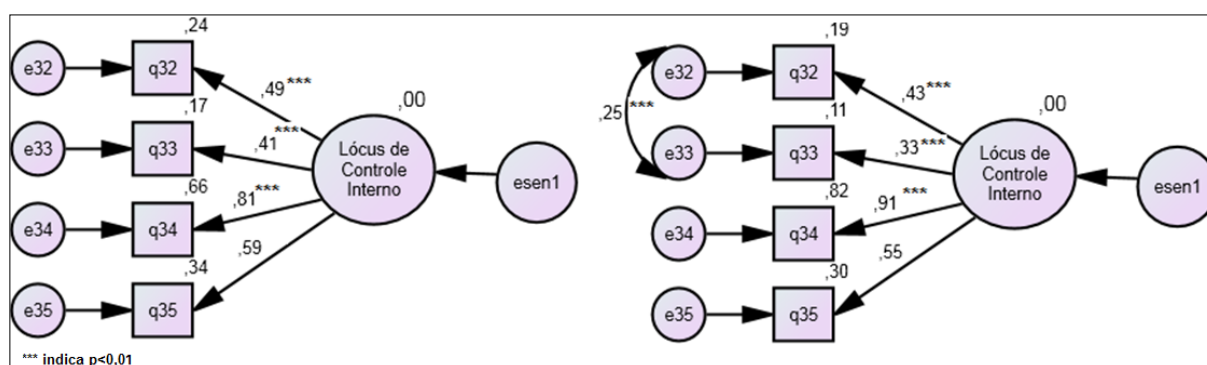 ,24
e32
q32
,49***
,17
,00
e33
q33
,41***
Lócus de
Controle
Interno
esen1
,66
,81***
e34
q34
,59
,34
e35
q35
*** indica p<0.01
,19
e32
q32
,43***
,25***
,11
,00
e33
q33
,33***
Lócus de
Controle
Interno
esen1
,82
,91***
e34
q34
,55
,30
e35
q35